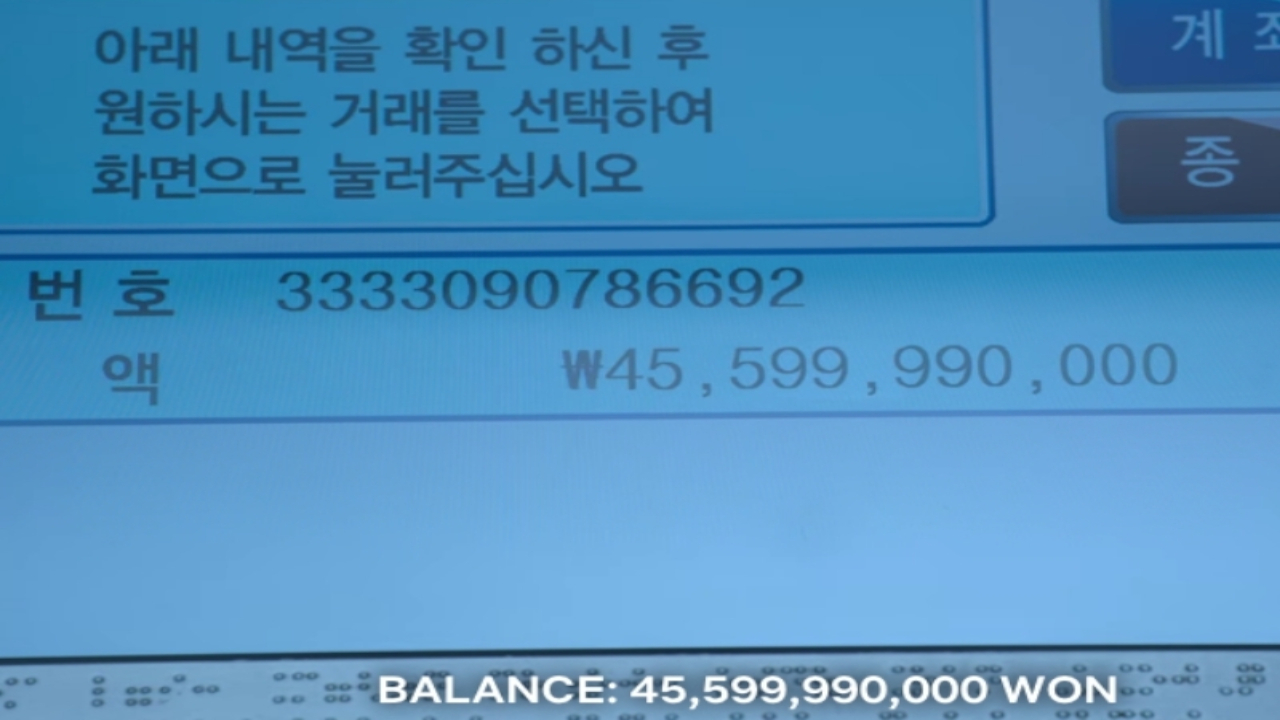 아래 내역을 확인 하신 후
원하시는 거래를 선택하여
화면으로 눌러주십시오
계
종
번 호 3333090786692
액 ₩45,599,990,000
BALANCE: 45,599,990,000 WON